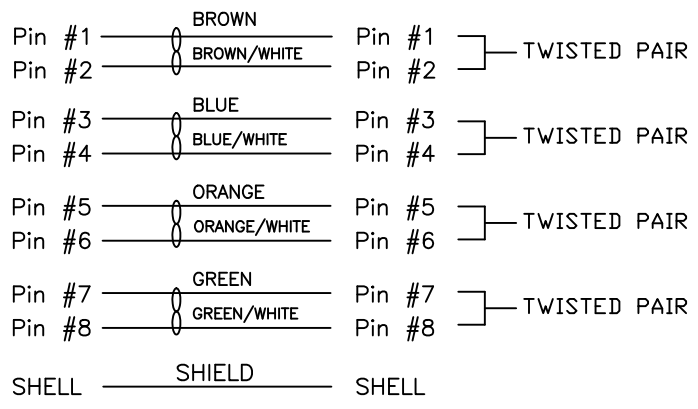 BROWN
Pin #1 Pin #1
BROWN/WHITE TWISTED PAIR
Pin #2 Pin #2
BLUE
Pin #3 Pin #3
BLUE/WHITE TWISTED PAIR
Pin #4 Pin #4
ORANGE
Pin #5 Pin #5
ORANGE/WHITE TWISTED PAIR
Pin #6 Pin #6
GREEN
Pin #7 Pin #7
GREEN/WHITE TWISTED PAIR
Pin #8 Pin #8
SHIELD
SHELL SHELL